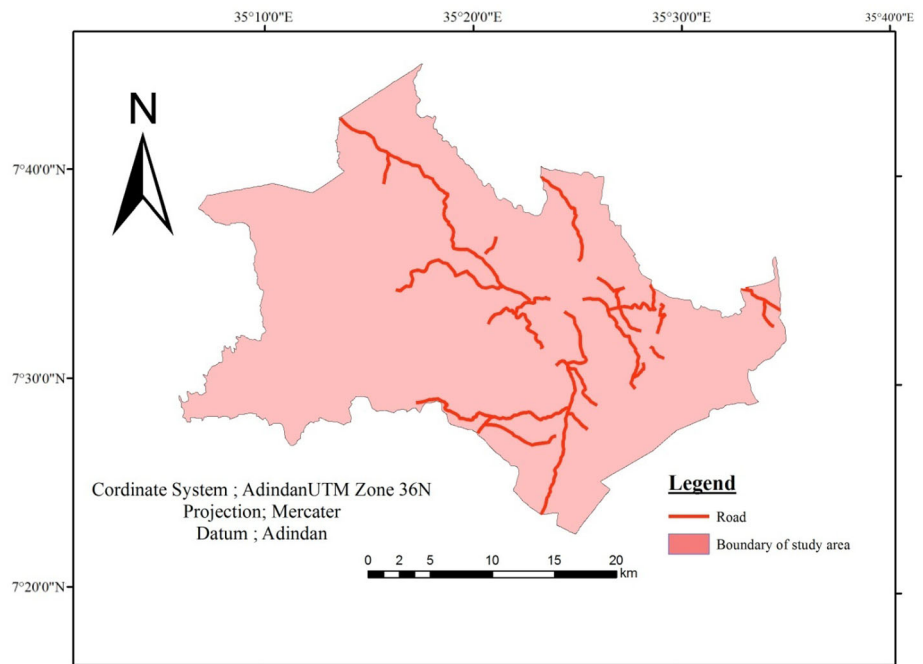 35°10'0"E 35°20'0"E 35°30'0"E 35°40'0"E
N
7°40'0"N
7°30'0"N
Cordinate System ; AdindanUTM Zone 36N
Projection; Mercater
Datum ; Adindan
Legend
Road
Boundary of study area
0 2 5 10 15 20
km
7°20'0"N